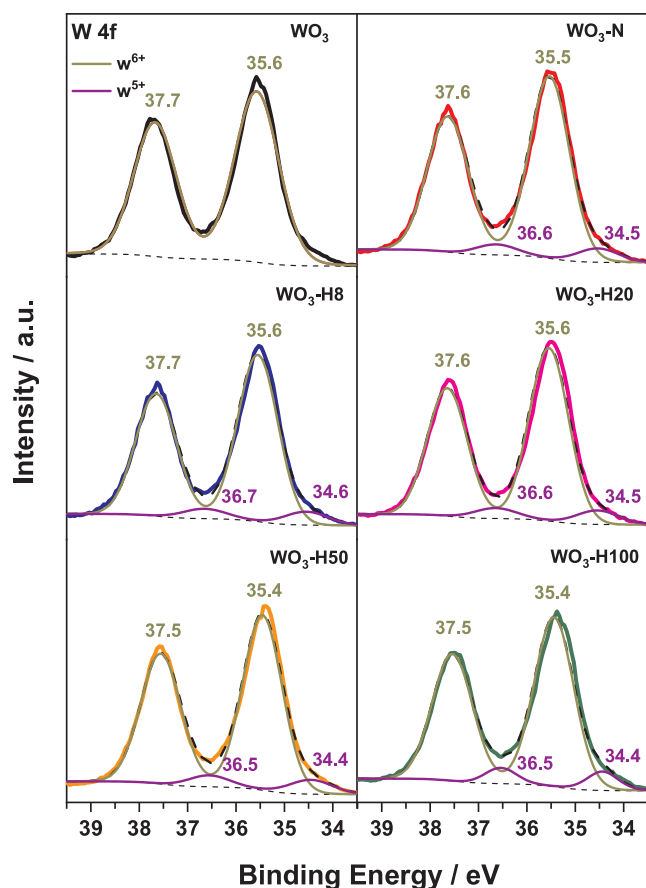 W 4f
WO₃
w⁶⁺
w⁵⁺
37.7
35.6
WO₃-N
37.6
35.5
36.6
34.5
WO₃-H8
37.7
35.6
36.7
34.6
WO₃-H20
37.6
35.6
36.6
34.5
WO₃-H50
37.5
35.4
36.5
34.4
WO₃-H100
37.5
35.4
36.5
34.4
Intensity / a.u.
39 38 37 36 35 34
39 38 37 36 35 34
Binding Energy / eV